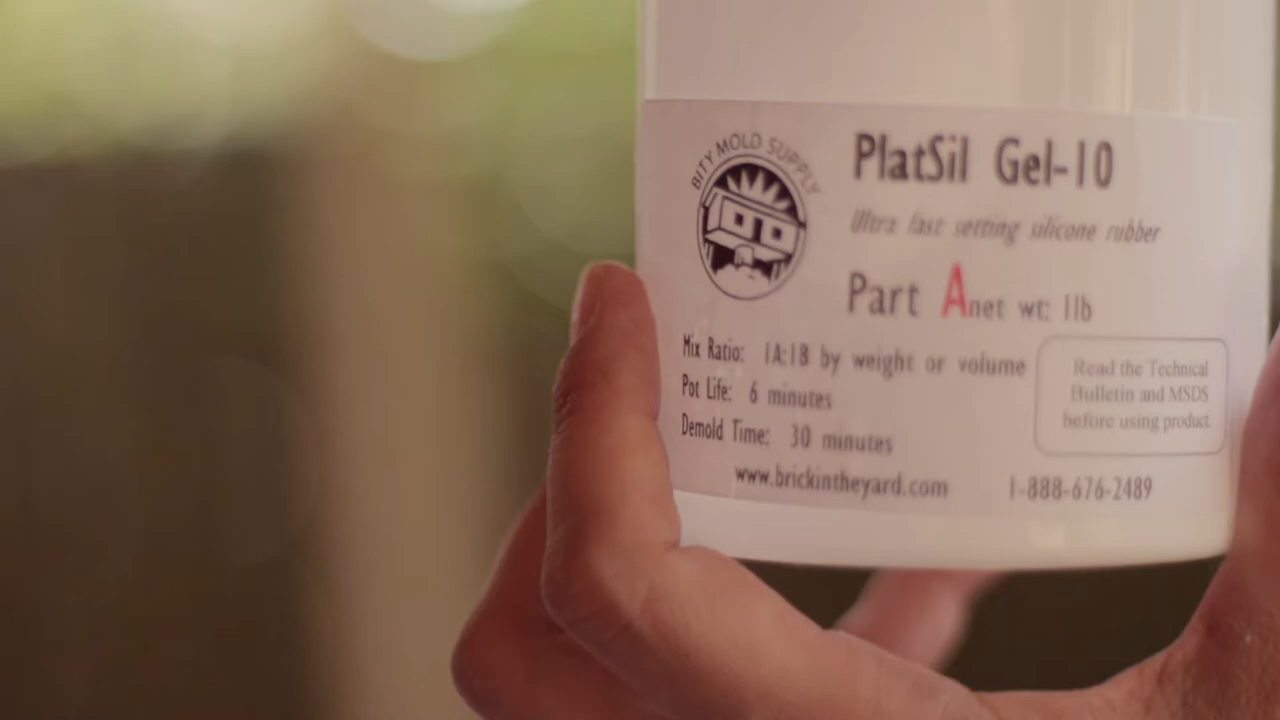 BITY MOLD SUPPLY
PlatSil Gel-10
Ultra fast setting silicone rubber
Part A net wt: 1lb
Mix Ratio: 1A:1B by weight or volume
Pot Life: 6 minutes
Demold Time: 30 minutes
Read the Technical
Bulletin and MSDS
before using product.
www.brickintheyard.com 1-888-676-2489